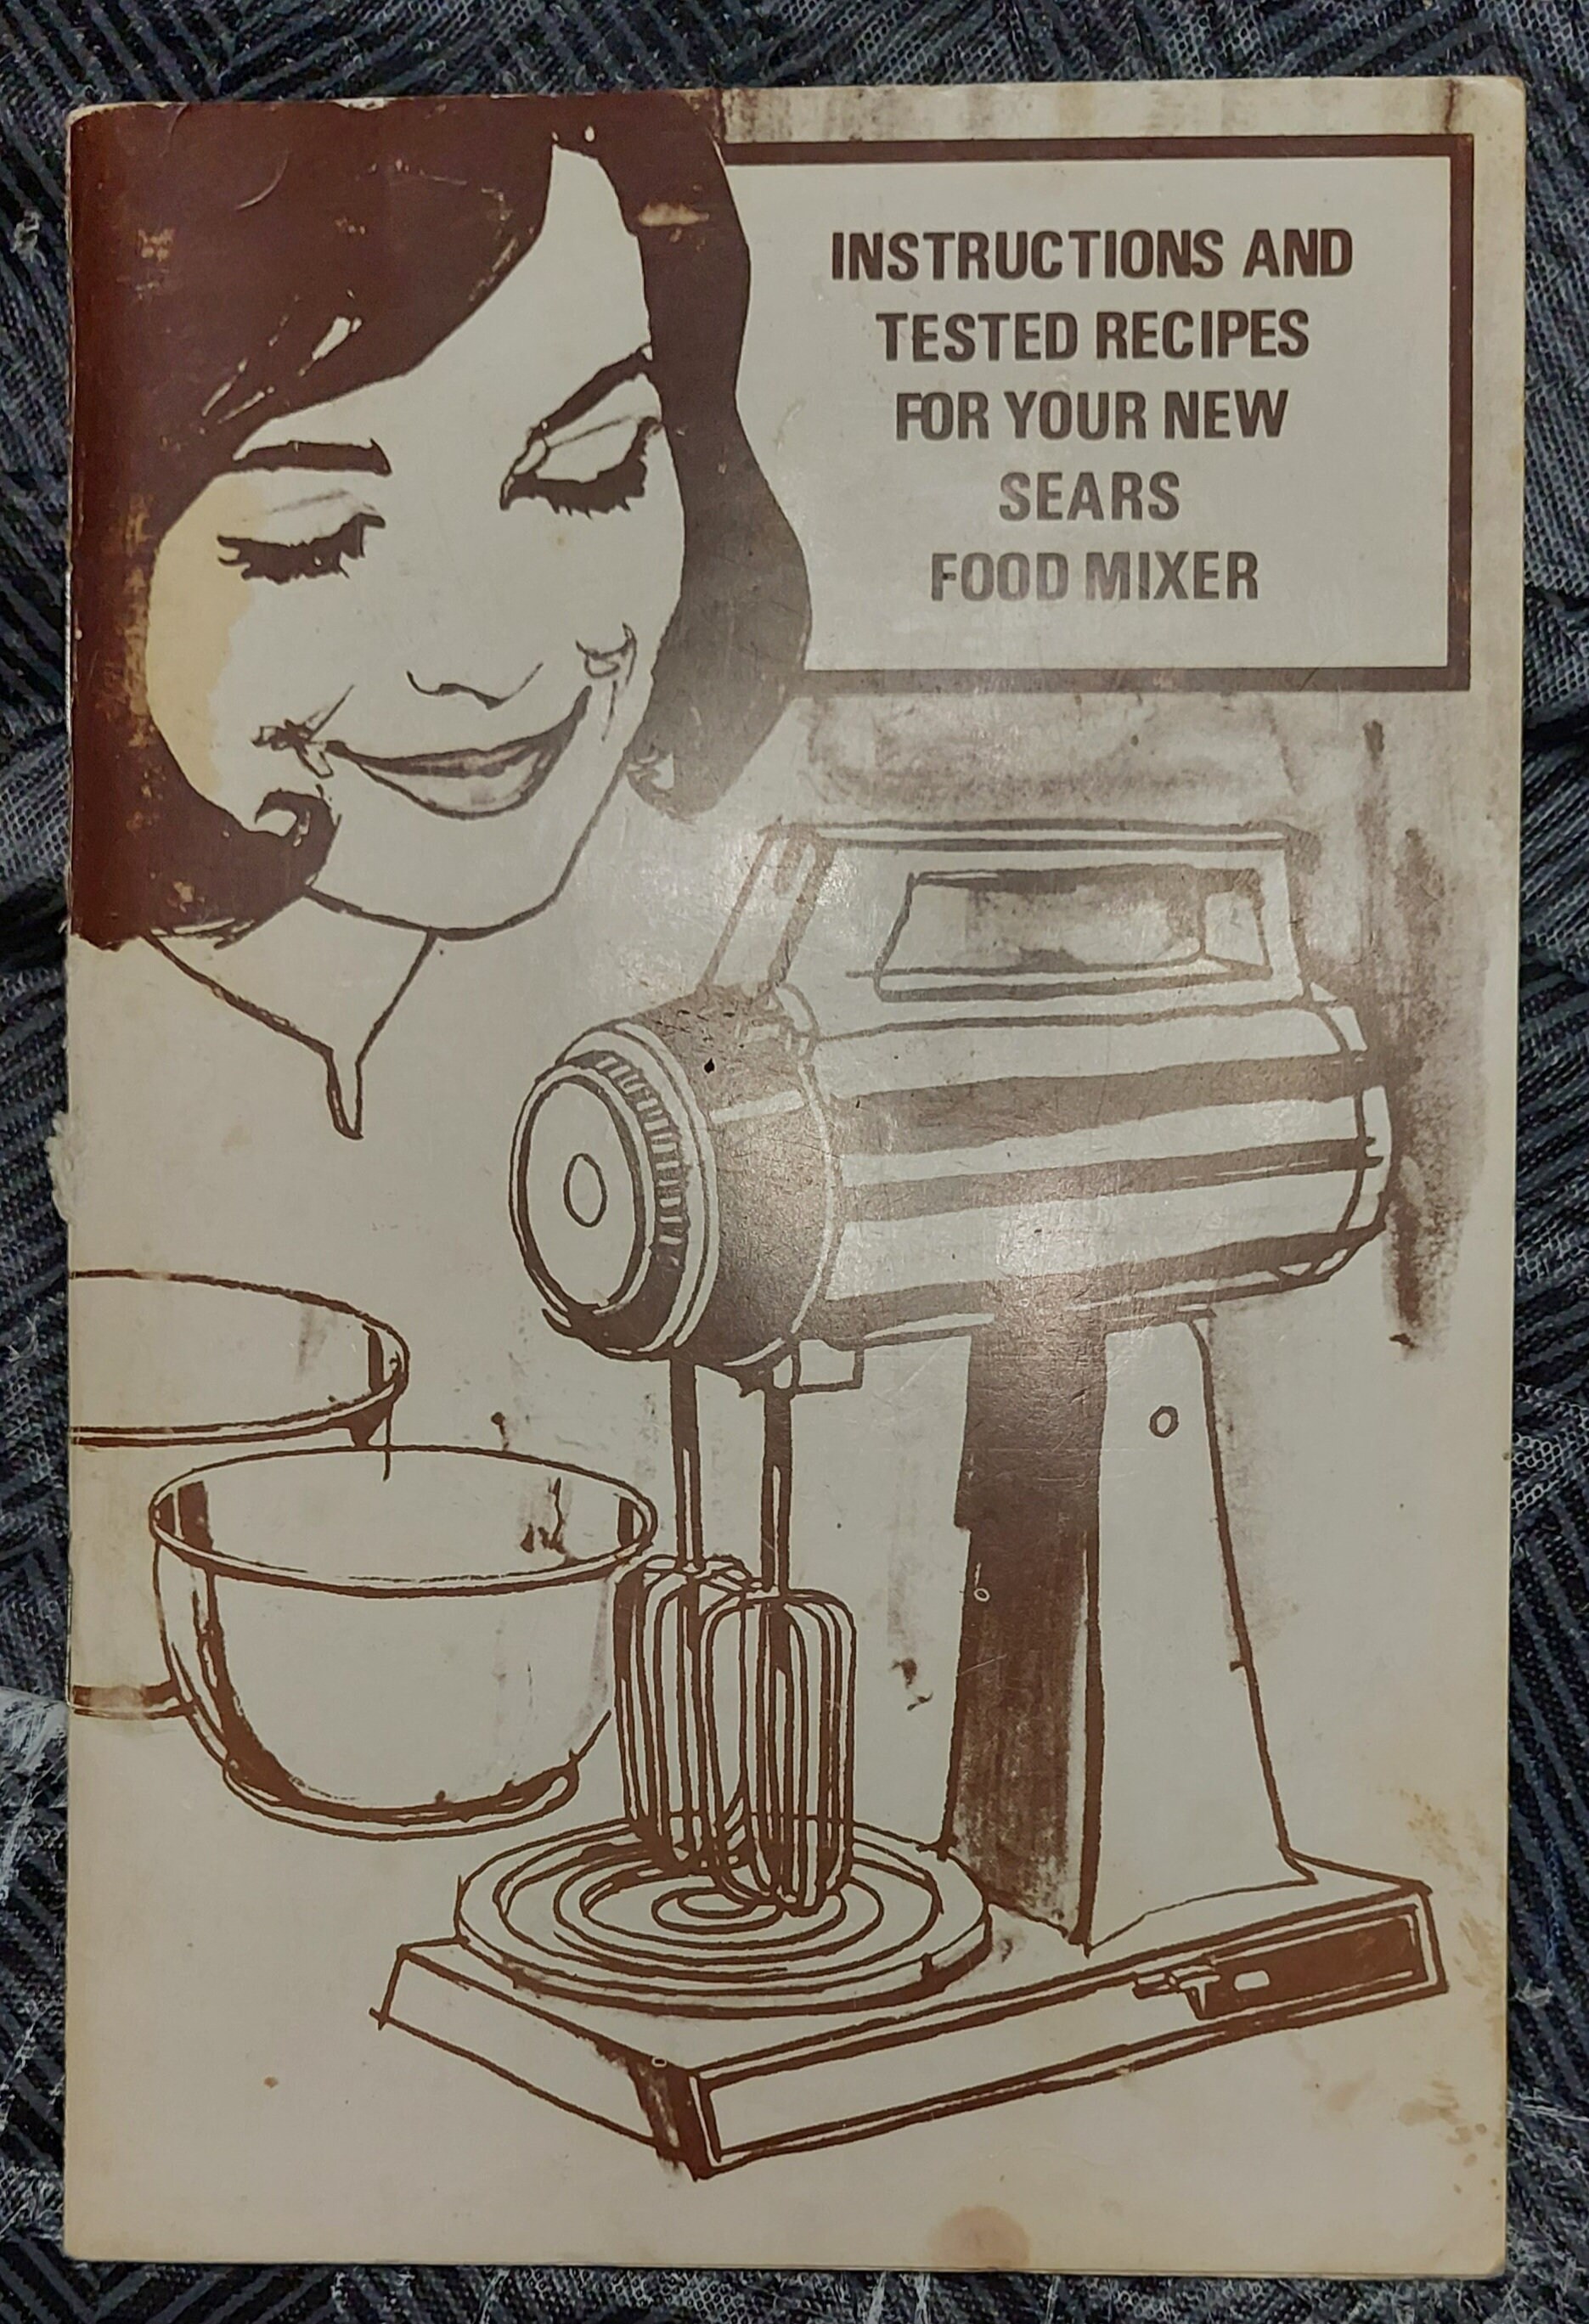 INSTRUCTIONS AND
TESTED RECIPES
FOR YOUR NEW
SEARS
FOOD MIXER